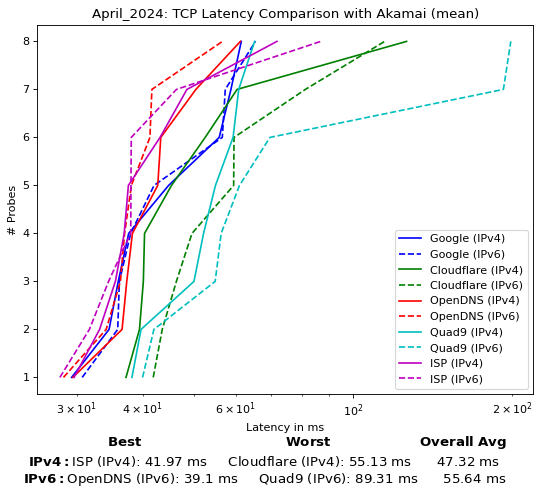 April_2024: TCP Latency Comparison with Akamai (mean)
# Probes
8
7
6
5
4
3
2
1
Google (IPv4)
Google (IPv6)
Cloudflare (IPv4)
Cloudflare (IPv6)
OpenDNS (IPv4)
OpenDNS (IPv6)
Quad9 (IPv4)
Quad9 (IPv6)
ISP (IPv4)
ISP (IPv6)
3 × 10¹ 4 × 10¹ 6 × 10¹ 10² 2 × 10²
Latency in ms
Best Worst Overall Avg
IPv4: ISP (IPv4): 41.97 ms Cloudflare (IPv4): 55.13 ms 47.32 ms
IPv6: OpenDNS (IPv6): 39.1 ms Quad9 (IPv6): 89.31 ms 55.64 ms